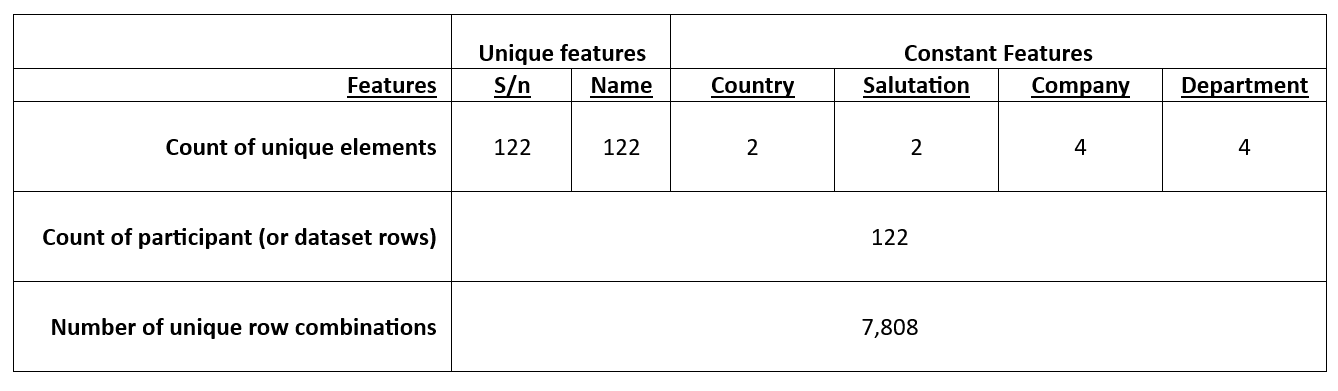 Unique features Constant Features
Features S/n Name Country Salutation Company Department
Count of unique elements 122 122 2 2 4 4
Count of participant (or dataset rows) 122
Number of unique row combinations 7,808